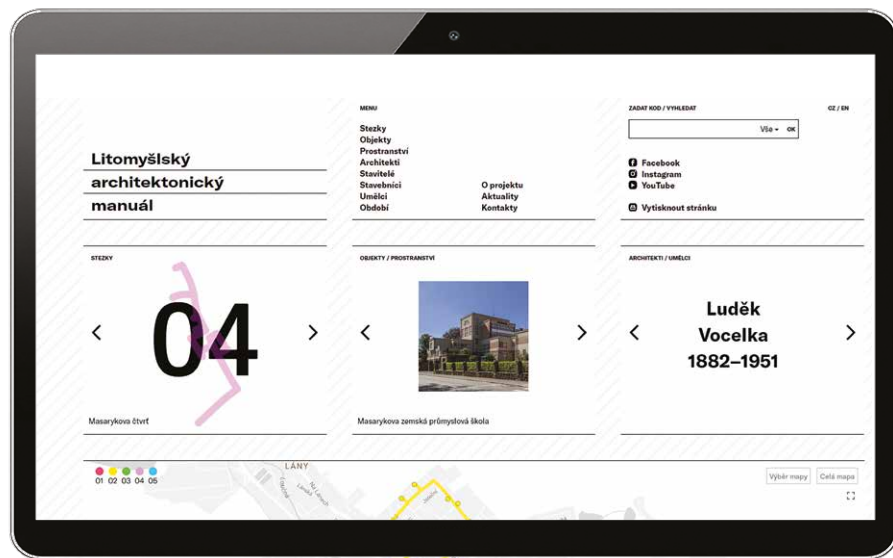 Litomyšlský
architektonický
manuál
MENU
Stezky
Objekty
Prostranství
Architekti
Stavitelé
Stavebníci
Umělci
Období
O projektu
Aktuality
Kontakty
ZADAT KOD / VYHLEDAT
CZ / EN
Vše
OK
Facebook
Instagram
YouTube
Vytisknout stránku
STEZKY
04
Masarykova čtvrť
OBJEKTY / PROSTRANSTVÍ
Masarykova zemská průmyslová škola
ARCHITEKTI / UMĚLCI
Luděk
Vocelka
1882–1951
01 02 03 04 05
LÁNY
Výběr mapy
Celá mapa